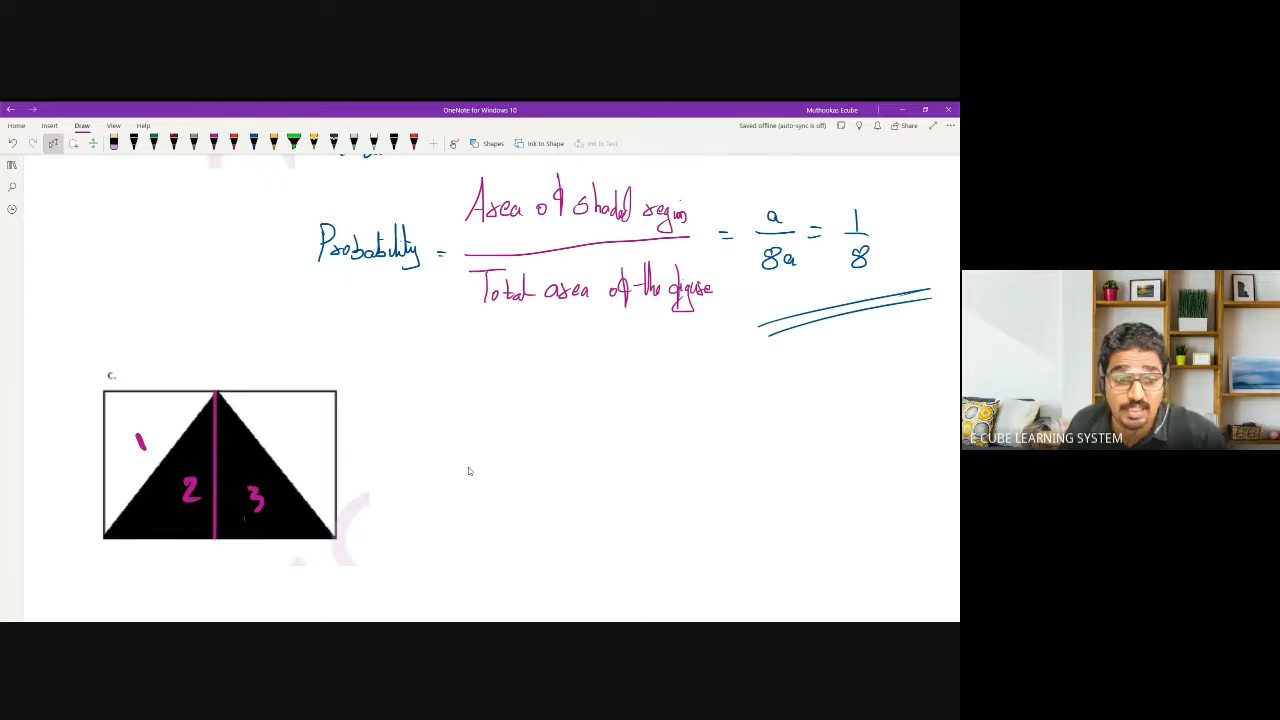 OneNote for Windows 10
Muthookas Ecube
Home Insert Draw View Help
Saved offline (auto-sync is off)
Share
Shapes
Ink to Shape
Ink to Text
Probability = Area of shaded region / Total area of the figure = a / 8a = 1 / 8
c.
1
2
3
E CUBE LEARNING SYSTEM